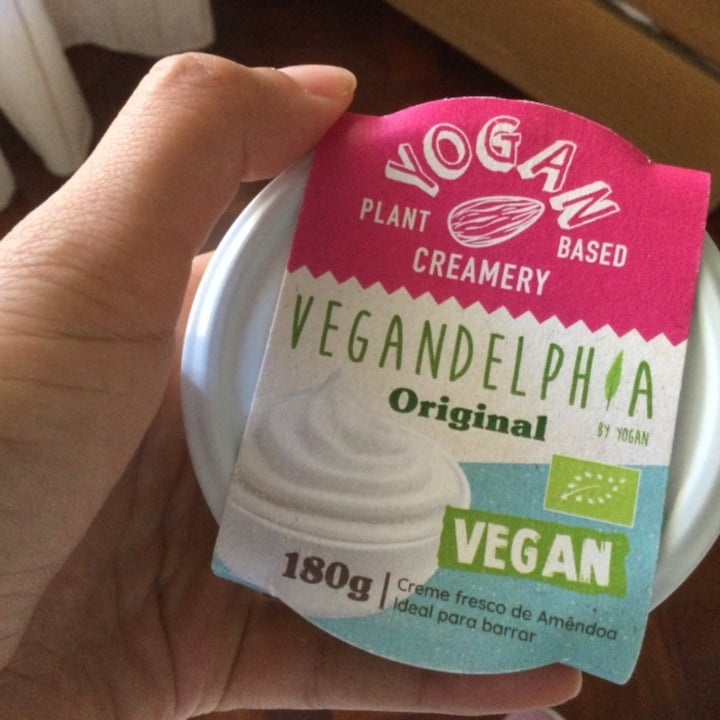 YOGAN
PLANT BASED
CREAMERY
VEGANDELPHIA
Original
BY YOGAN
VEGAN
180g
Creme fresco de Amêndoa
Ideal para barrar